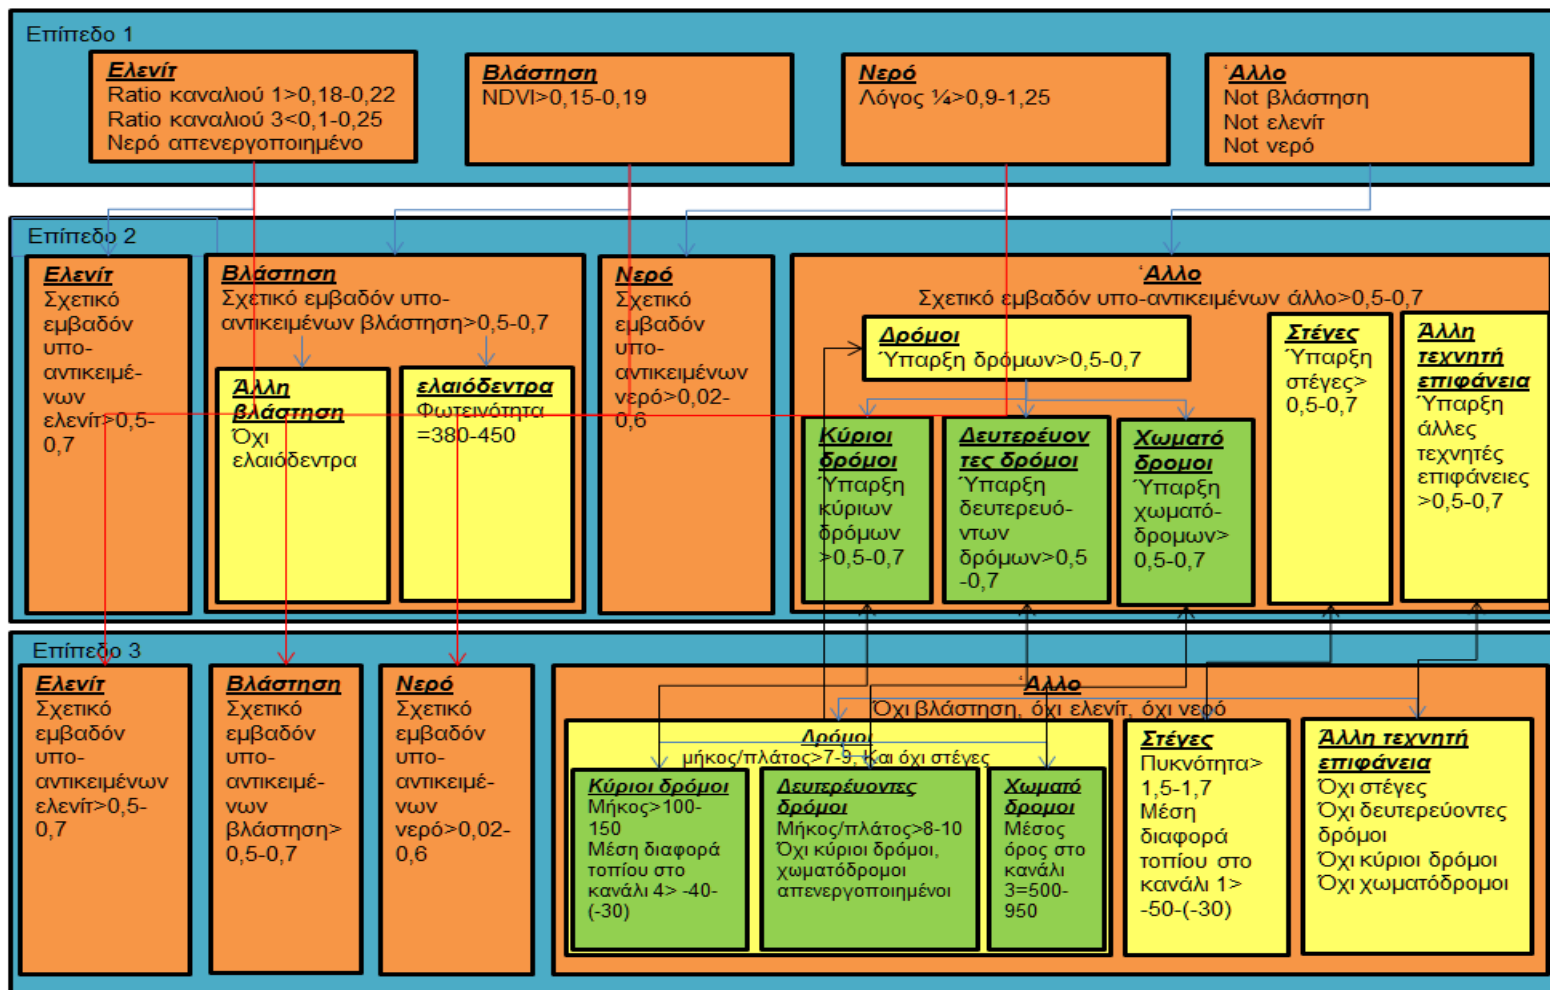 Επίπεδο 1
Ελενίτ
Ratio καναλιού 1>0,18-0,22
Ratio καναλιού 3<0,1-0,25
Νερό απενεργοποιημένο
Βλάστηση
NDVI>0,15-0,19
Νερό
Λόγος ¼>0,9-1,25
Άλλο
Not βλάστηση
Not ελενίτ
Not νερό
Επίπεδο 2
Ελενίτ
Σχετικό
εμβαδόν
υπο-
αντικειμέ-
νων
ελενίτ>0,5-
0,7
Βλάστηση
Σχετικό εμβαδόν υπο-
αντικειμένων βλάστηση>0,5-0,7
Άλλη
βλάστηση
Όχι
ελαιόδεντρα
ελαιόδεντρα
Φωτεινότητα
=380-450
Νερό
Σχετικό
εμβαδόν
υπο-
αντικειμένων
νερό>0,02-
0,6
Άλλο
Σχετικό εμβαδόν υπο-αντικειμένων άλλο>0,5-0,7
Δρόμοι
Ύπαρξη δρόμων>0,5-0,7
Κύριοι
δρόμοι
Ύπαρξη
κύριων
δρόμων
>0,5-0,7
Δευτερέυον
τες δρόμοι
Ύπαρξη
δευτερευό-
ντων
δρόμων>0,5
-0,7
Χωματό
δρομοι
Ύπαρξη
χωματό-
δρομων>
0,5-0,7
Στέγες
Ύπαρξη
στέγες>
0,5-0,7
Άλλη
τεχνητή
επιφάνεια
Ύπαρξη
άλλες
τεχνητές
επιφάνειες
>0,5-0,7
Επίπεδο 3
Ελενίτ
Σχετικό
εμβαδόν
υπο-
αντικειμένων
ελενίτ>0,5-
0,7
Βλάστηση
Σχετικό
εμβαδόν
υπο-
αντικειμέ-
νων
βλάστηση>
0,5-0,7
Νερό
Σχετικό
εμβαδόν
υπο-
αντικειμέ-
νων
νερό>0,02-
0,6
Άλλο
Όχι βλάστηση, όχι ελενίτ, όχι νερό
Δρόμοι
μήκος/πλάτος>7-9, Και όχι στέγες
Κύριοι δρόμοι
Μήκος>100-
150
Μέση διαφορά
τοπίου στο
κανάλι 4> -40-
(-30)
Δευτερέυοντες
δρόμοι
Μήκος/πλάτος>8-10
Όχι κύριοι δρόμοι,
χωματόδρομοι
απενεργοποιημένοι
Χωματό
δρομοι
Μέσος
όρος στο
κανάλι
3=500-
950
Στέγες
Πυκνότητα>
1,5-1,7
Μέση
διαφορά
τοπίου στο
κανάλι 1>
-50-(-30)
Άλλη τεχνητή
επιφάνεια
Όχι στέγες
Όχι δευτερεύοντες
δρόμοι
Όχι κύριοι δρόμοι
Όχι χωματόδρομοι